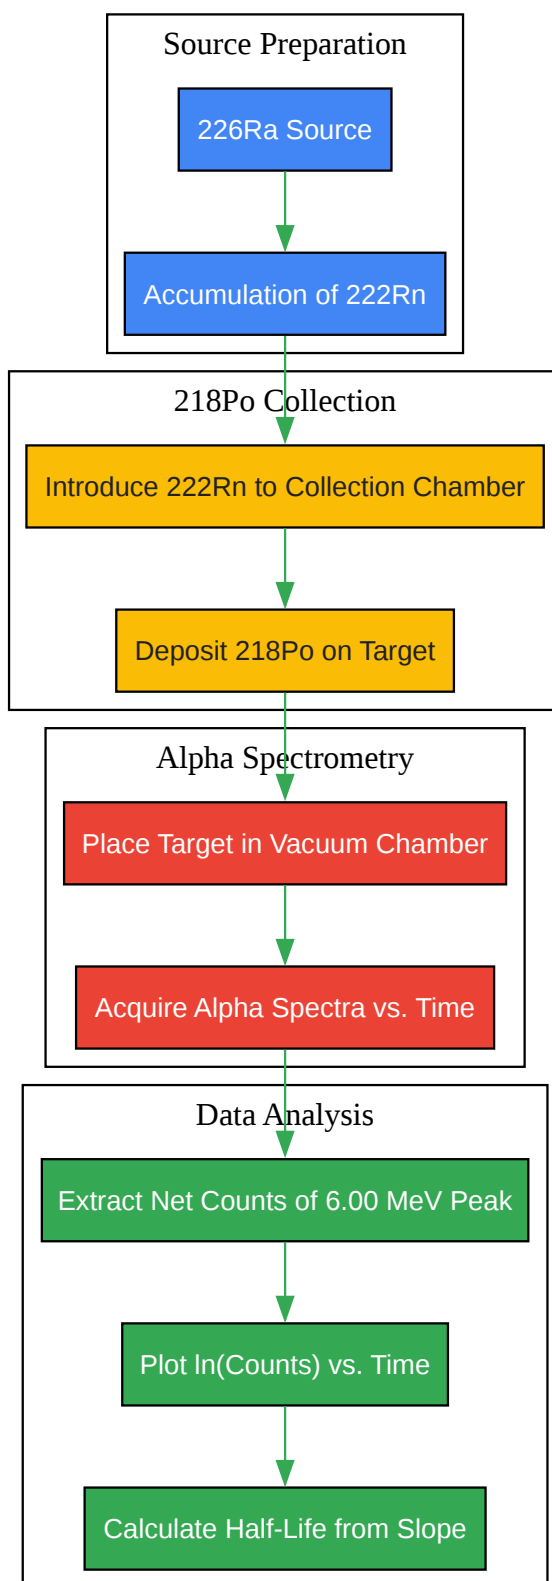 Source Preparation
226Ra Source
Accumulation of 222Rn
218Po Collection
Introduce 222Rn to Collection Chamber
Deposit 218Po on Target
Alpha Spectrometry
Place Target in Vacuum Chamber
Acquire Alpha Spectra vs. Time
Data Analysis
Extract Net Counts of 6.00 MeV Peak
Plot ln(Counts) vs. Time
Calculate Half-Life from Slope